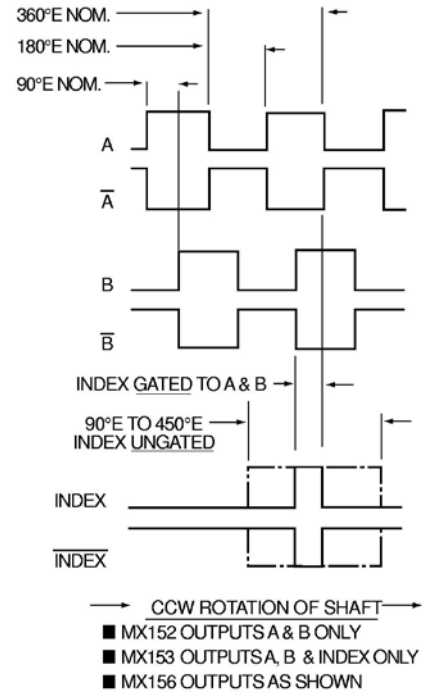 360°E NOM.
180°E NOM.
90°E NOM.
A
A̅
B
B̅
INDEX GATED TO A & B
90°E TO 450°E
INDEX UNGATED
INDEX
I̅N̅D̅E̅X̅
CCW ROTATION OF SHAFT
■ MX152 OUTPUTS A & B ONLY
■ MX153 OUTPUTS A, B & INDEX ONLY
■ MX156 OUTPUTS AS SHOWN